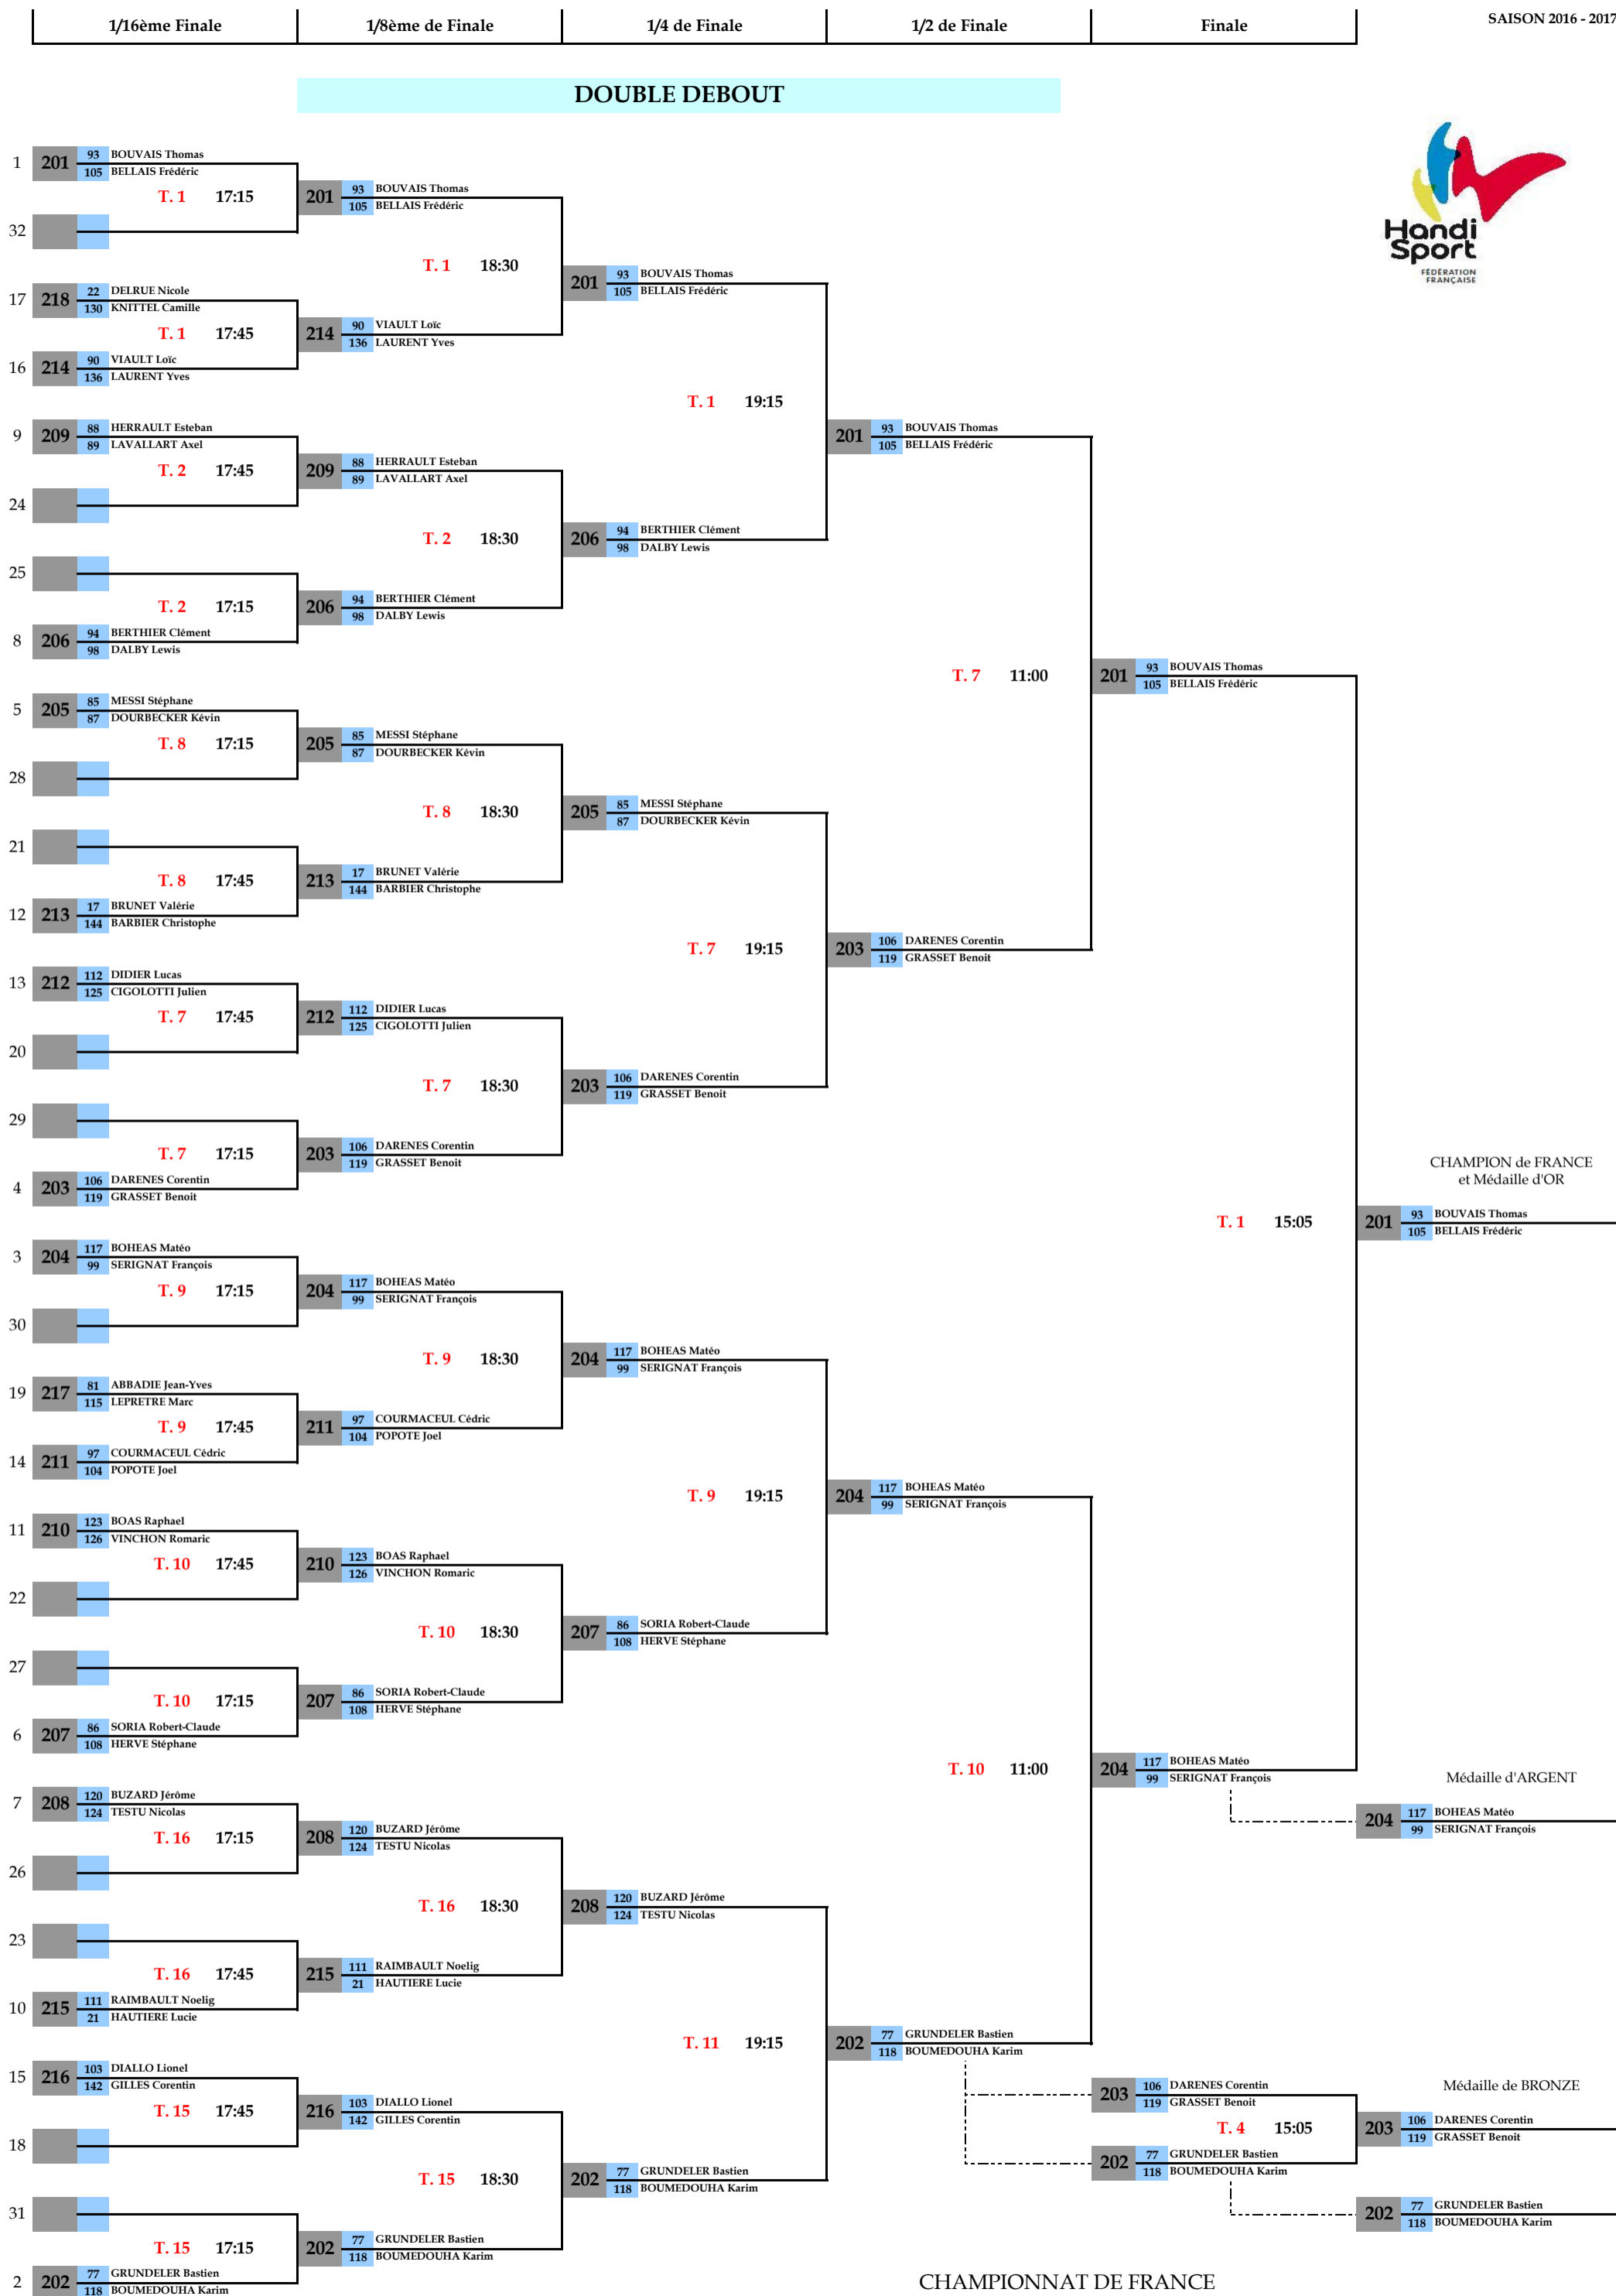 1/16ème Finale 1/8ème de Finale 1/4 de Finale 1/2 de Finale Finale SAISON 2016 - 2017
DOUBLE DEBOUT
Handi
Sport
FÉDÉRATION
FRANÇAISE
1 201 93 BOUVAIS Thomas
105 BELLAIS Frédéric
T. 1 17:15
32
17 218 22 DELRUE Nicole
130 KNITTEL Camille
T. 1 17:45
16 214 90 VIAULT Loïc
136 LAURENT Yves
9 209 88 HERRAULT Esteban
89 LAVALLART Axel
T. 2 17:45
24
25
T. 2 17:15
8 206 94 BERTHIER Clément
98 DALBY Lewis
5 205 85 MESSI Stéphane
87 DOURBECKER Kévin
T. 8 17:15
28
21
T. 8 17:45
12 213 17 BRUNET Valérie
144 BARBIER Christophe
13 212 112 DIDIER Lucas
125 CIGOLOTTI Julien
T. 7 17:45
20
29
T. 7 17:15
4 203 106 DARENES Corentin
119 GRASSET Benoit
3 204 117 BOHEAS Matéo
99 SERIGNAT François
T. 9 17:15
30
19 217 81 ABBADIE Jean-Yves
115 LEPRETRE Marc
T. 9 17:45
14 211 97 COURMACEUL Cédric
104 POPOTE Joel
11 210 123 BOAS Raphael
126 VINCHON Romaric
T. 10 17:45
22
27
T. 10 17:15
6 207 86 SORIA Robert-Claude
108 HERVE Stéphane
7 208 120 BUZARD Jérôme
124 TESTU Nicolas
T. 16 17:15
26
23
T. 16 17:45
10 215 111 RAIMBAULT Noelig
21 HAUTIERE Lucie
15 216 103 DIALLO Lionel
142 GILLES Corentin
T. 15 17:45
18
31
T. 15 17:15
2 202 77 GRUNDELER Bastien
118 BOUMEDOUHA Karim
201 93 BOUVAIS Thomas
105 BELLAIS Frédéric
T. 1 18:30
214 90 VIAULT Loïc
136 LAURENT Yves
209 88 HERRAULT Esteban
89 LAVALLART Axel
T. 2 18:30
206 94 BERTHIER Clément
98 DALBY Lewis
205 85 MESSI Stéphane
87 DOURBECKER Kévin
T. 8 18:30
213 17 BRUNET Valérie
144 BARBIER Christophe
212 112 DIDIER Lucas
125 CIGOLOTTI Julien
T. 7 18:30
203 106 DARENES Corentin
119 GRASSET Benoit
204 117 BOHEAS Matéo
99 SERIGNAT François
T. 9 18:30
211 97 COURMACEUL Cédric
104 POPOTE Joel
210 123 BOAS Raphael
126 VINCHON Romaric
T. 10 18:30
207 86 SORIA Robert-Claude
108 HERVE Stéphane
208 120 BUZARD Jérôme
124 TESTU Nicolas
T. 16 18:30
215 111 RAIMBAULT Noelig
21 HAUTIERE Lucie
216 103 DIALLO Lionel
142 GILLES Corentin
T. 15 18:30
202 77 GRUNDELER Bastien
118 BOUMEDOUHA Karim
201 93 BOUVAIS Thomas
105 BELLAIS Frédéric
T. 1 19:15
206 94 BERTHIER Clément
98 DALBY Lewis
205 85 MESSI Stéphane
87 DOURBECKER Kévin
T. 7 19:15
203 106 DARENES Corentin
119 GRASSET Benoit
204 117 BOHEAS Matéo
99 SERIGNAT François
T. 9 19:15
207 86 SORIA Robert-Claude
108 HERVE Stéphane
208 120 BUZARD Jérôme
124 TESTU Nicolas
T. 11 19:15
202 77 GRUNDELER Bastien
118 BOUMEDOUHA Karim
201 93 BOUVAIS Thomas
105 BELLAIS Frédéric
T. 7 11:00
203 106 DARENES Corentin
119 GRASSET Benoit
204 117 BOHEAS Matéo
99 SERIGNAT François
T. 10 11:00
202 77 GRUNDELER Bastien
118 BOUMEDOUHA Karim
201 93 BOUVAIS Thomas
105 BELLAIS Frédéric
T. 1 15:05
204 117 BOHEAS Matéo
99 SERIGNAT François
203 106 DARENES Corentin
119 GRASSET Benoit
T. 4 15:05
202 77 GRUNDELER Bastien
118 BOUMEDOUHA Karim
CHAMPION de FRANCE
et Médaille d'OR
201 93 BOUVAIS Thomas
105 BELLAIS Frédéric
Médaille d'ARGENT
204 117 BOHEAS Matéo
99 SERIGNAT François
Médaille de BRONZE
203 106 DARENES Corentin
119 GRASSET Benoit
202 77 GRUNDELER Bastien
118 BOUMEDOUHA Karim
CHAMPIONNAT DE FRANCE